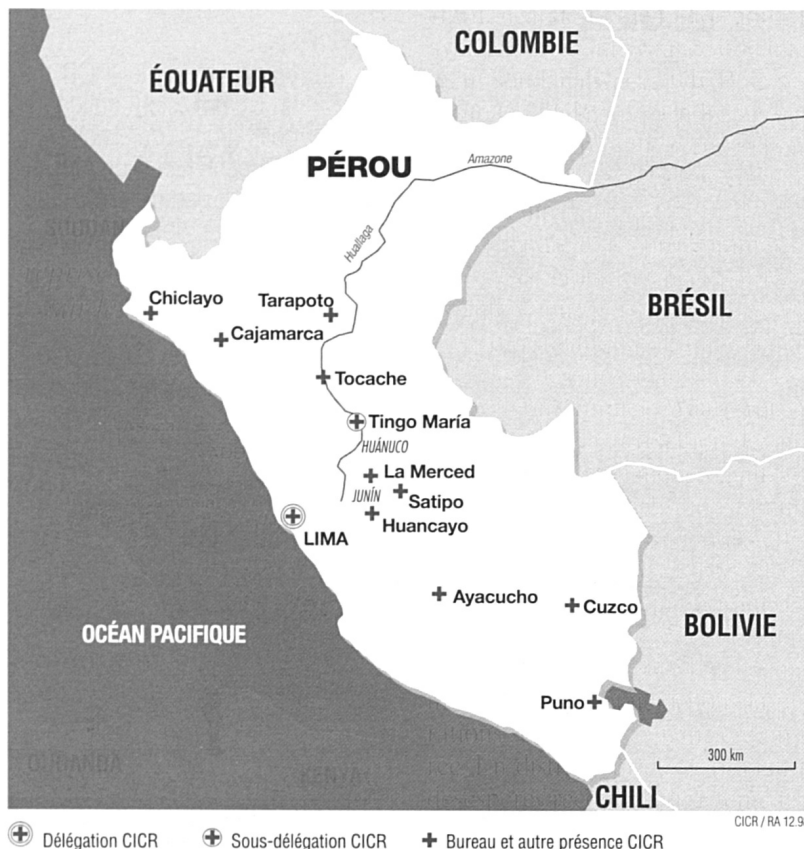 COLOMBIE
ÉQUATEUR
PÉROU
Amazone
Huallaga
BRÉSIL
Chiclayo
Tarapoto
Cajamarca
Tocache
Tingo María
HUÁNUCO
La Merced
JUNÍN
Satipo
Huancayo
LIMA
Ayacucho
Cuzco
OCÉAN PACIFIQUE
BOLIVIE
Puno
300 km
CHILI
CICR / RA 12.9
Délégation CICR
Sous-délégation CICR
Bureau et autre présence CICR